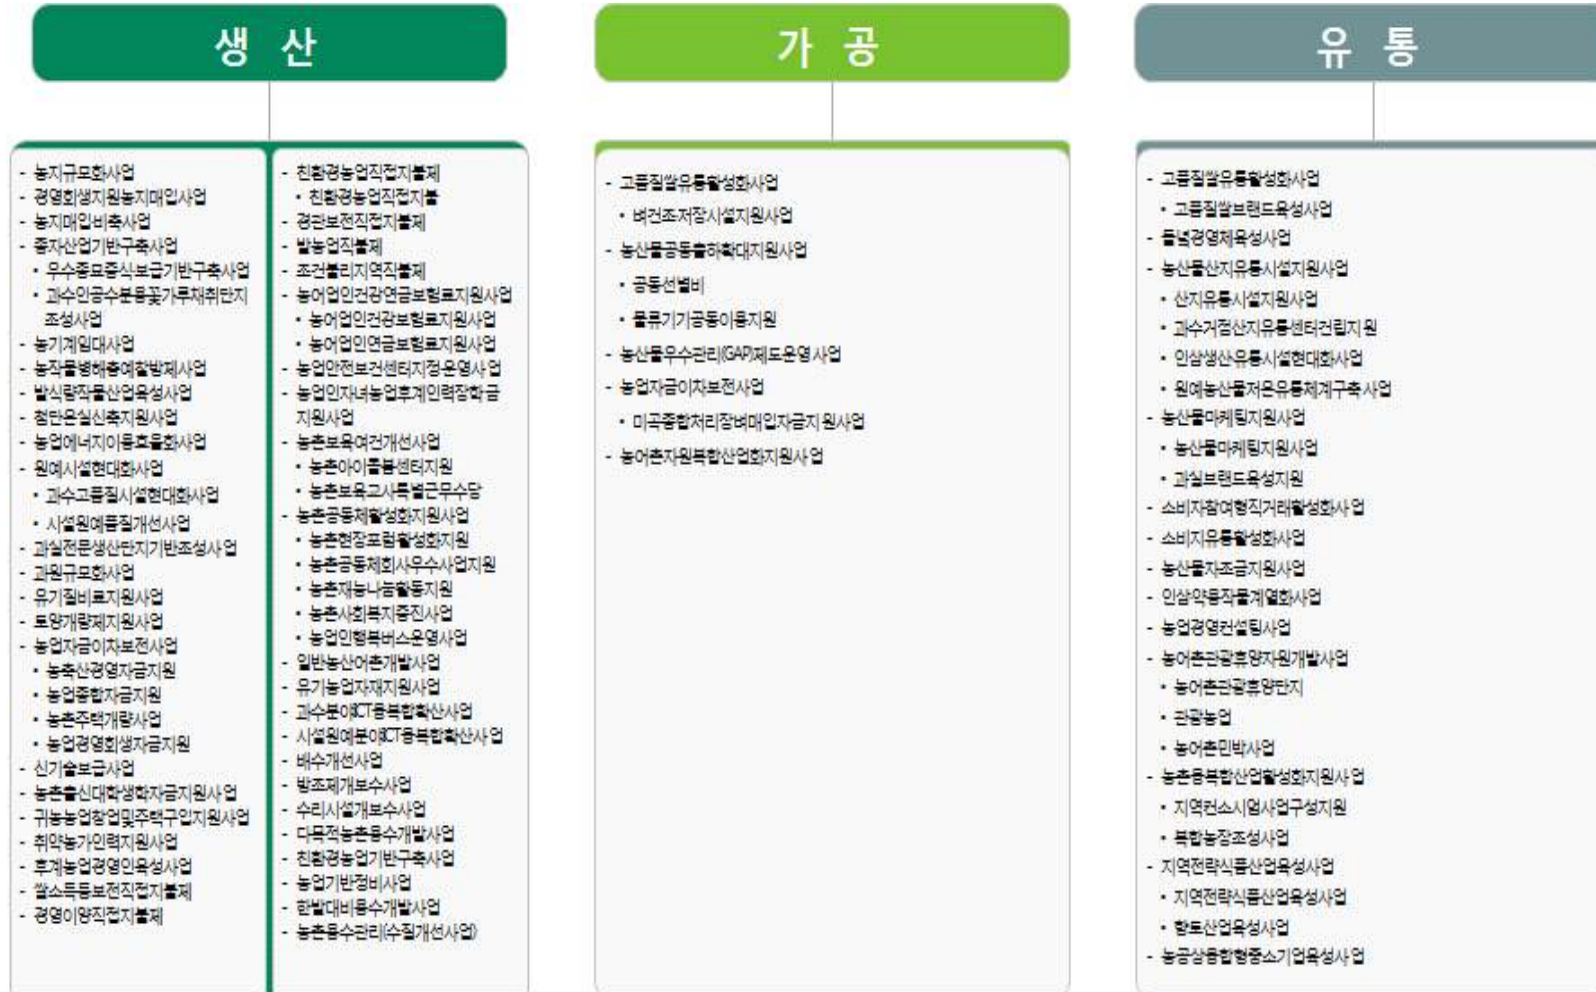 생 산
- 농지규모화사업
- 경영회생지원농지매입사업
- 농지매입비축사업
- 종자산업기반구축사업
• 우수종묘증식보급기반구축사업
• 과수인공수분용꽃가루채취단지
조성사업
- 농기계임대사업
- 농작물병해충예찰방제사업
- 밭식량작물산업육성사업
- 첨단온실신축지원사업
- 농업에너지이용효율화사업
- 원예시설현대화사업
• 과수고품질시설현대화사업
• 시설원예품질개선사업
- 과실전문생산단지기반조성사업
- 과원규모화사업
- 유기질비료지원사업
- 토양개량제지원사업
- 농업자금이차보전사업
• 농축산경영자금지원
• 농업종합자금지원
• 농촌주택개량사업
• 농업경영회생자금지원
- 신기술보급사업
- 농촌출신대학생학자금지원사업
- 귀농농업창업및주택구입지원사업
- 취약농가인력지원사업
- 후계농업경영인육성사업
- 쌀소득등보전직접지불제
- 경영이양직접지불제
- 친환경농업직접지불제
• 친환경농업직접지불
- 경관보전직접지불제
- 밭농업직불제
- 조건불리지역직불제
- 농어업인건강연금보험료지원사업
• 농어업인건강보험료지원사업
• 농어업인연금보험료지원사업
- 농업안전보건센터지정운영사업
- 농업인자녀농업후계인력장학금
지원사업
- 농촌보육여건개선사업
• 농촌아이돌봄센터지원
• 농촌보육교사특별근무수당
- 농촌공동체활성화지원사업
• 농촌현장포럼활성화지원
• 농촌공동체회사우수사업지원
• 농촌재능나눔활동지원
• 농촌사회복지증진사업
• 농업인행복버스운영사업
- 일반농산어촌개발사업
- 유기농업자재지원사업
- 과수분야ICT융복합확산사업
- 시설원예분야ICT융복합확산사업
- 배수개선사업
- 방조제개보수사업
- 수리시설개보수사업
- 다목적농촌용수개발사업
- 친환경농업기반구축사업
- 농업기반정비사업
- 한발대비용수개발사업
- 농촌용수관리(수질개선사업)
가 공
- 고품질쌀유통활성화사업
• 벼건조저장시설지원사업
- 농산물공동출하확대지원사업
• 공동선별비
• 물류기기공동이용지원
- 농산물우수관리(GAP)제도운영사업
- 농업자금이차보전사업
• 미곡종합처리장벼매입자금지원사업
- 농어촌자원복합산업화지원사업
유 통
- 고품질쌀유통활성화사업
• 고품질쌀브랜드육성사업
- 들녘경영체육성사업
- 농산물산지유통시설지원사업
• 산지유통시설지원사업
• 과수거점산지유통센터건립지원
• 인삼생산유통시설현대화사업
• 원예농산물저온유통체계구축사업
- 농산물마케팅지원사업
• 농산물마케팅지원사업
• 과실브랜드육성지원
- 소비자참여형직거래활성화사업
- 소비지유통활성화사업
- 농산물자조금지원사업
- 인삼약용작물계열화사업
- 농업경영컨설팅사업
- 농어촌관광휴양자원개발사업
• 농어촌관광휴양단지
• 관광농업
• 농어촌민박사업
- 농촌융복합산업활성화지원사업
• 지역컨소시엄사업구성지원
• 복합농장조성사업
- 지역전략식품산업육성사업
• 지역전략식품산업육성사업
• 향토산업육성사업
- 농공상융합형중소기업육성사업